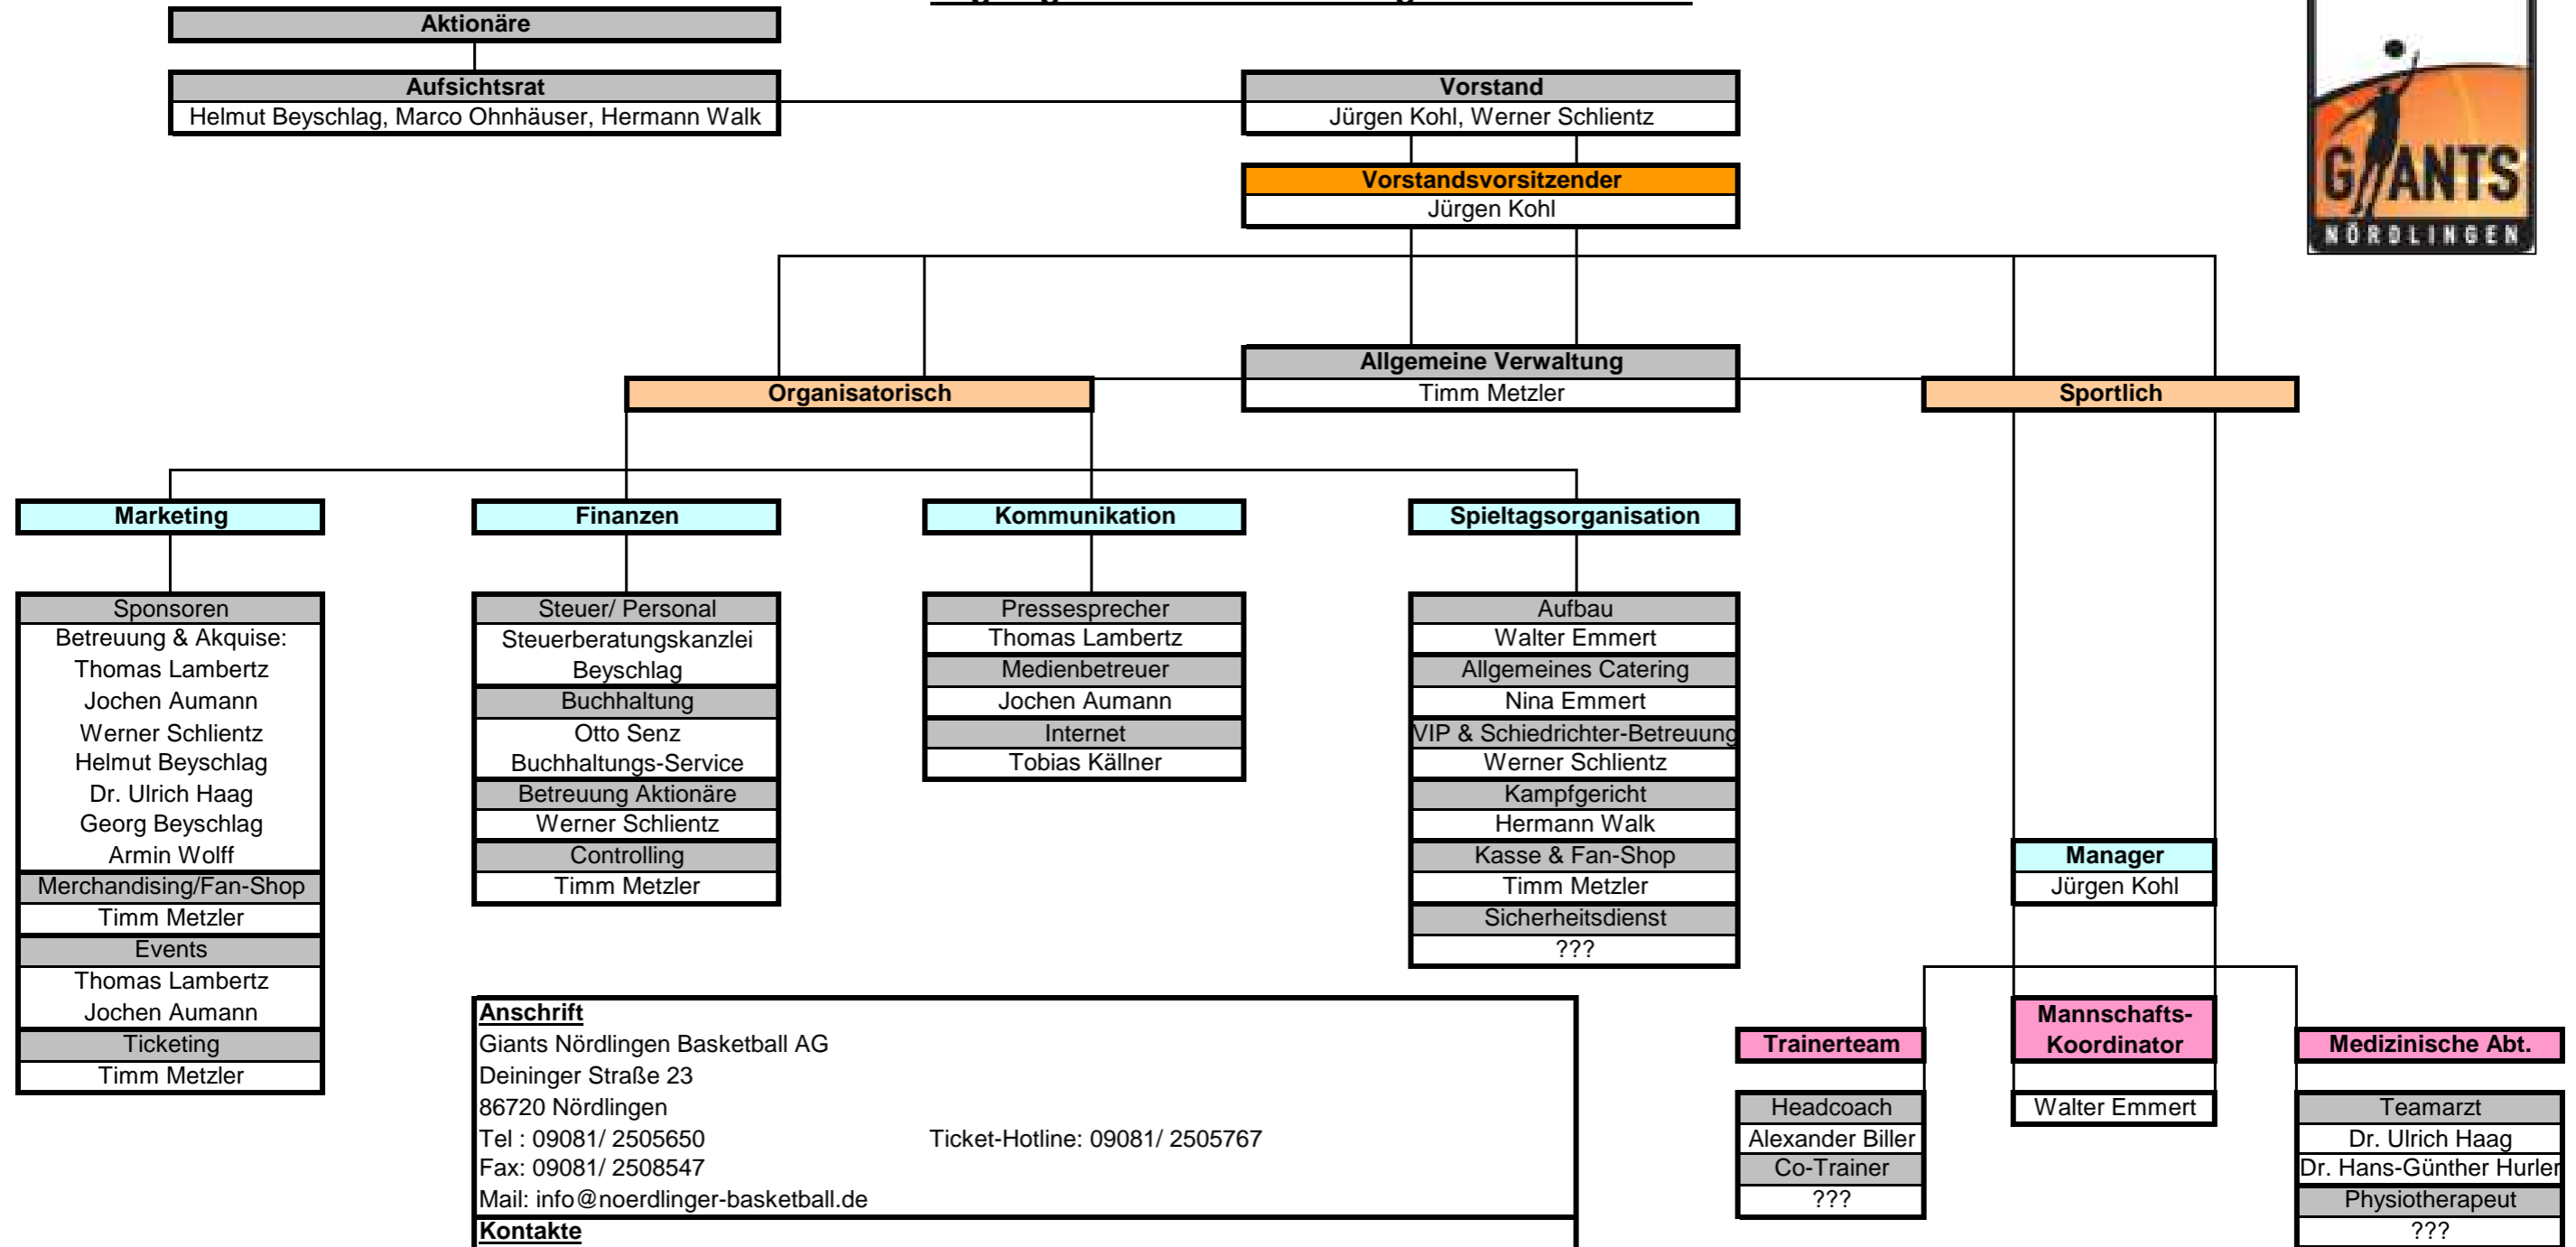 Aktionäre
Aufsichtsrat
Helmut Beyschlag, Marco Ohnhäuser, Hermann Walk
Vorstand
Jürgen Kohl, Werner Schlientz
Vorstandsvorsitzender
Jürgen Kohl
GIANTS
NÖRDLINGEN
Allgemeine Verwaltung
Timm Metzler
Organisatorisch
Sportlich
Marketing
Sponsoren
Betreuung & Akquise:
Thomas Lambertz
Jochen Aumann
Werner Schlientz
Helmut Beyschlag
Dr. Ulrich Haag
Georg Beyschlag
Armin Wolff
Merchandising/Fan-Shop
Timm Metzler
Events
Thomas Lambertz
Jochen Aumann
Ticketing
Timm Metzler
Finanzen
Steuer/ Personal
Steuerberatungskanzlei
Beyschlag
Buchhaltung
Otto Senz
Buchhaltungs-Service
Betreuung Aktionäre
Werner Schlientz
Controlling
Timm Metzler
Kommunikation
Pressesprecher
Thomas Lambertz
Medienbetreuer
Jochen Aumann
Internet
Tobias Källner
Spieltagsorganisation
Aufbau
Walter Emmert
Allgemeines Catering
Nina Emmert
VIP & Schiedrichter-Betreuung
Werner Schlientz
Kampfgericht
Hermann Walk
Kasse & Fan-Shop
Timm Metzler
Sicherheitsdienst
???
Manager
Jürgen Kohl
Trainerteam
Headcoach
Alexander Biller
Co-Trainer
???
Mannschafts-
Koordinator
Walter Emmert
Medizinische Abt.
Teamarzt
Dr. Ulrich Haag
Dr. Hans-Günther Hurler
Physiotherapeut
???
Anschrift
Giants Nördlingen Basketball AG
Deininger Straße 23
86720 Nördlingen
Tel : 09081/ 2505650 Ticket-Hotline: 09081/ 2505767
Fax: 09081/ 2508547
Mail: info@noerdlinger-basketball.de
Kontakte